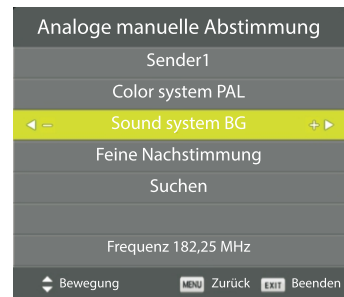 Analoge manuelle Abstimmung
Sender1
Color system PAL
– Sound system BG +
Feine Nachstimmung
Suchen
Frequenz 182,25 MHz
Bewegung MENU Zurück EXIT Beenden